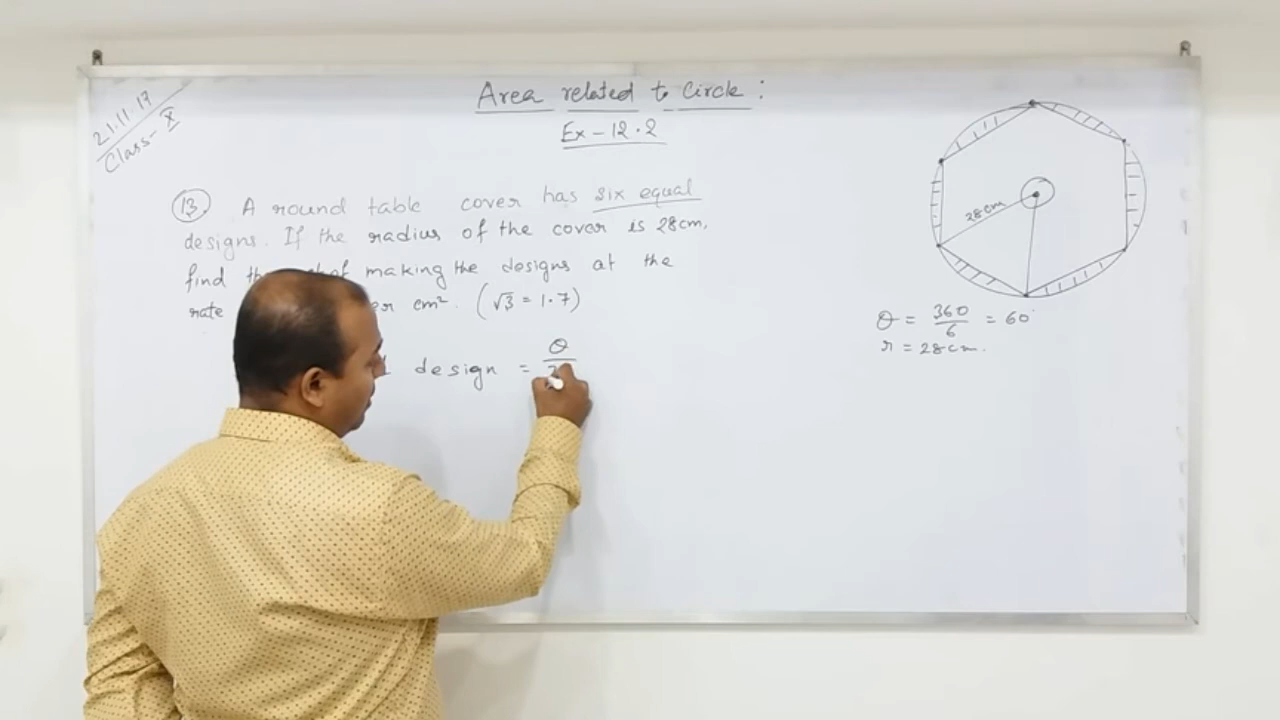 21.11.17
Class- X
Area related to Circle :
Ex - 12.2
13. A round table cover has six equal
designs. If the radius of the cover is 28cm,
find making the designs at the
rate cm². (√3 = 1.7)
design = θ
28cm
θ = 360/6 = 60°
r = 28cm.